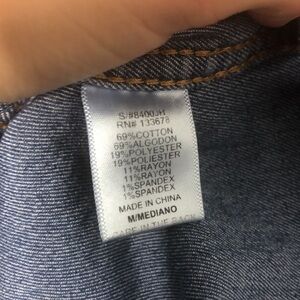 S/#8400JH
RN# 133678
69%COTTON
69%ALGODON
19%POLYESTER
19%POLIESTER
11%RAYON
11%RAYON
1%SPANDEX
1%SPANDEX
MADE IN CHINA
M/MEDIANO